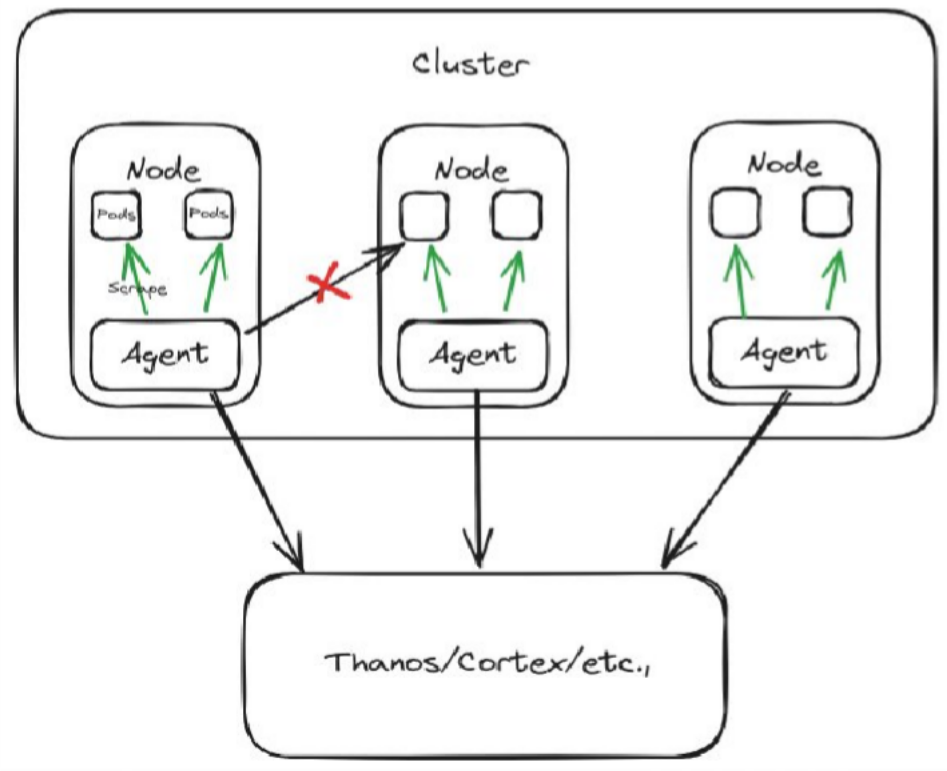 Cluster
Node
Node
Node
Pods
Pods
Scrape
Agent
Agent
Agent
Thanos/Cortex/etc.,